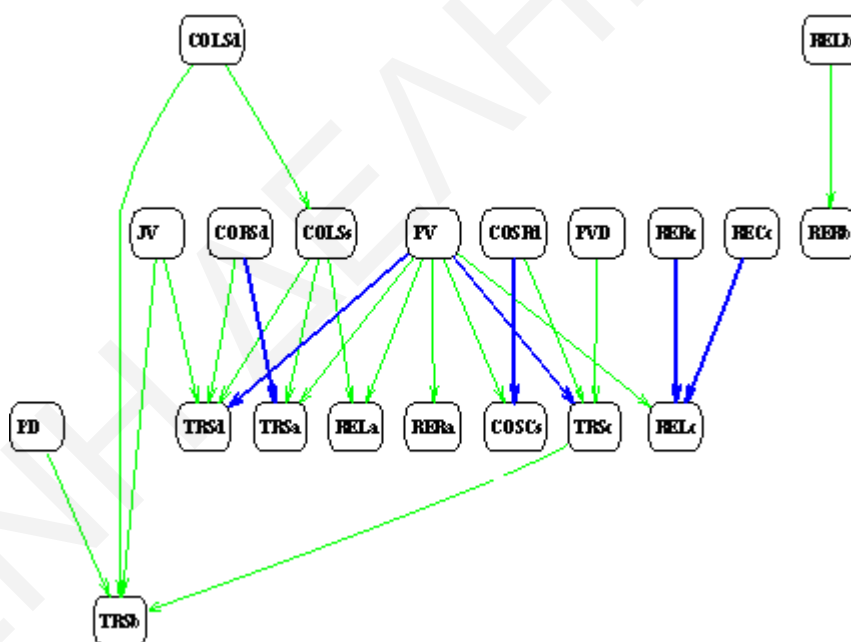 COLSd RELb
JV CORSd COLSs PV COSRd PVD RERc RECc RERb
PD TRSd TRSa RELa RERa COSCs TRSc RELc
TRSb